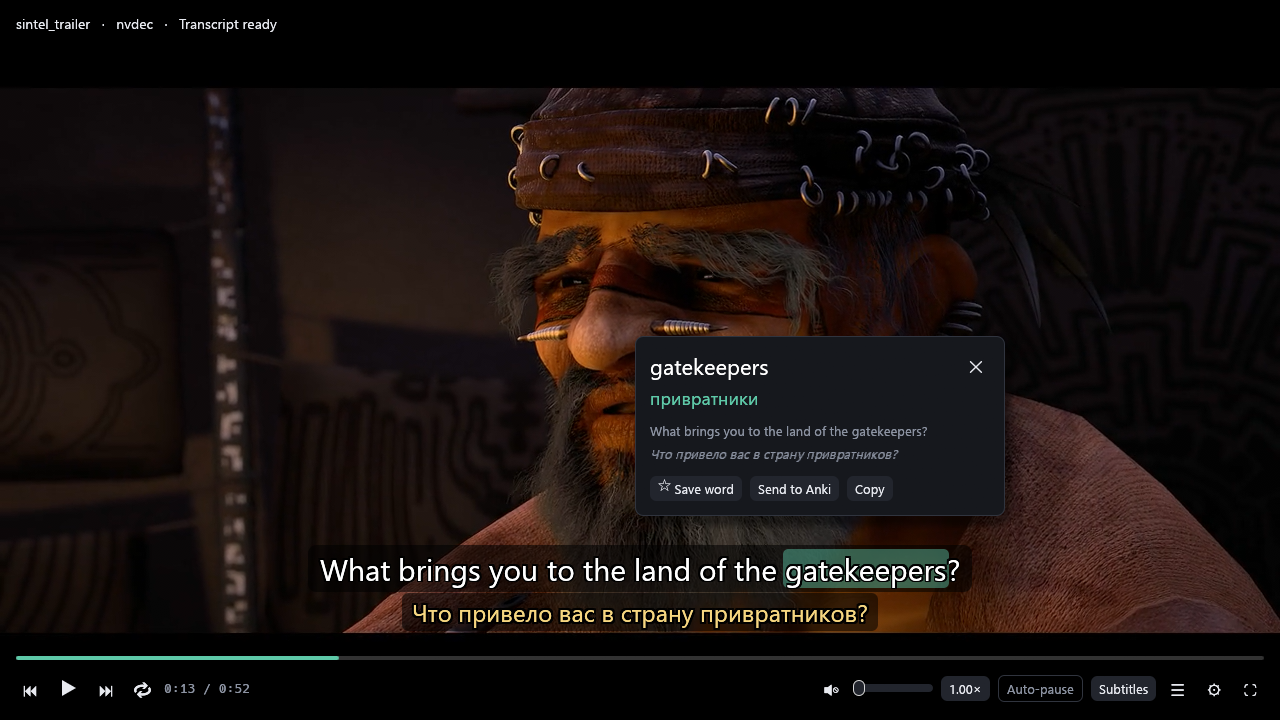 sintel_trailer · nvdec · Transcript ready
gatekeepers
привратники
What brings you to the land of the gatekeepers?
Что привело вас в страну привратников?
☆ Save word Send to Anki Copy
What brings you to the land of the gatekeepers?
Что привело вас в страну привратников?
0:13 / 0:52 1.00× Auto-pause Subtitles